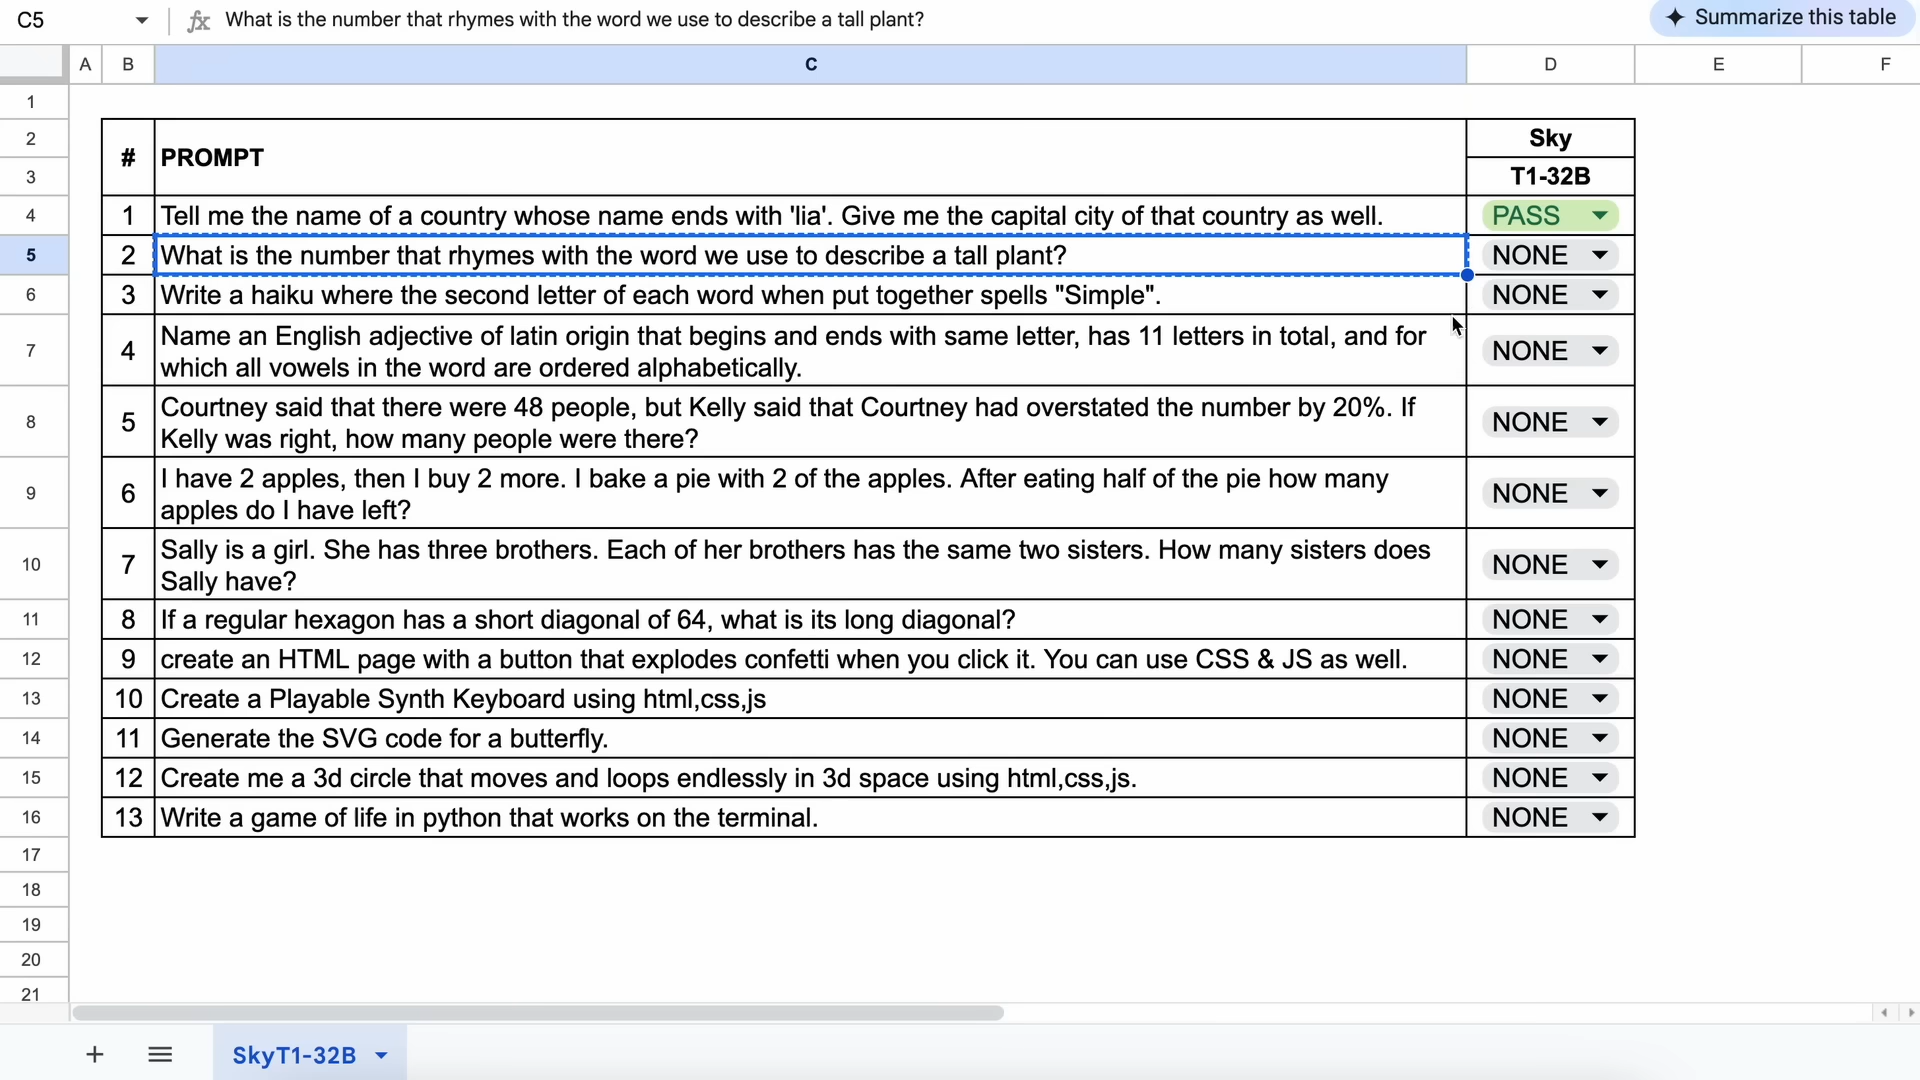 C5
fx What is the number that rhymes with the word we use to describe a tall plant?
Summarize this table
A B C D E F
1
2 Sky
# PROMPT
3 T1-32B
4 1 Tell me the name of a country whose name ends with 'lia'. Give me the capital city of that country as well. PASS
5 2 What is the number that rhymes with the word we use to describe a tall plant? NONE
6 3 Write a haiku where the second letter of each word when put together spells "Simple". NONE
7 4 Name an English adjective of latin origin that begins and ends with same letter, has 11 letters in total, and for NONE
which all vowels in the word are ordered alphabetically.
8 5 Courtney said that there were 48 people, but Kelly said that Courtney had overstated the number by 20%. If NONE
Kelly was right, how many people were there?
9 6 I have 2 apples, then I buy 2 more. I bake a pie with 2 of the apples. After eating half of the pie how many NONE
apples do I have left?
10 7 Sally is a girl. She has three brothers. Each of her brothers has the same two sisters. How many sisters does NONE
Sally have?
11 8 If a regular hexagon has a short diagonal of 64, what is its long diagonal? NONE
12 9 create an HTML page with a button that explodes confetti when you click it. You can use CSS & JS as well. NONE
13 10 Create a Playable Synth Keyboard using html,css,js NONE
14 11 Generate the SVG code for a butterfly. NONE
15 12 Create me a 3d circle that moves and loops endlessly in 3d space using html,css,js. NONE
16 13 Write a game of life in python that works on the terminal. NONE
17
18
19
20
21
SkyT1-32B